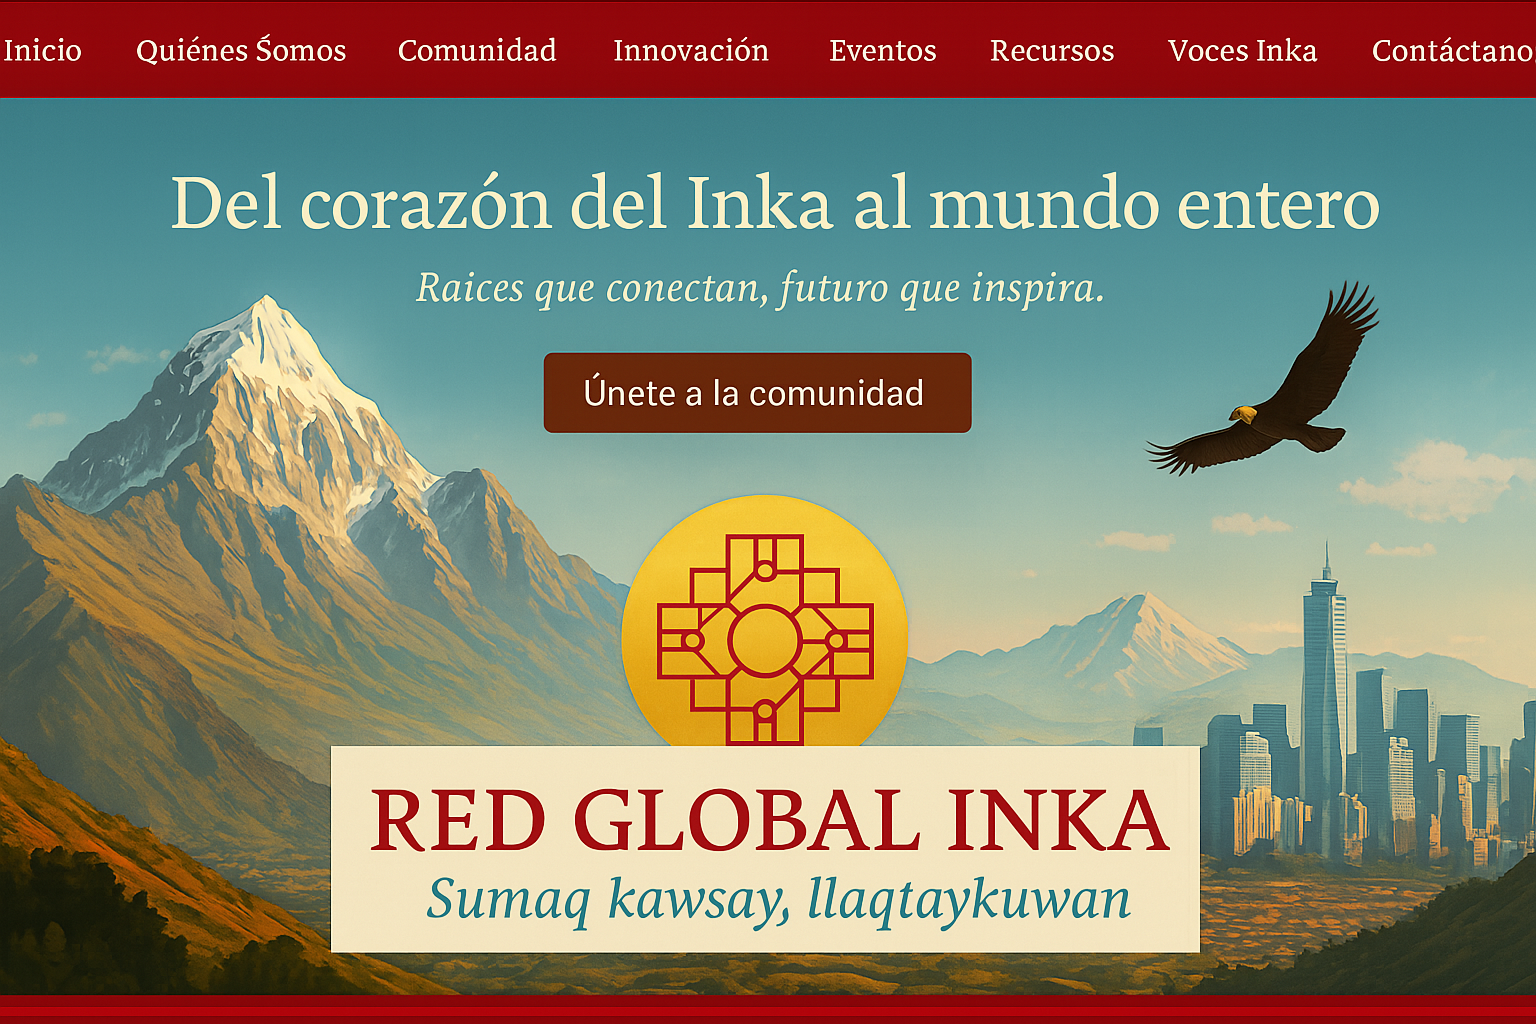 Inicio Quiénes Śomos Comunidad Innovación Eventos Recursos Voces Inka Contáctano
Del corazón del Inka al mundo entero
Raices que conectan, futuro que inspira.
Únete a la comunidad
RED GLOBAL INKA
Sumaq kawsay, llaqtaykuwan